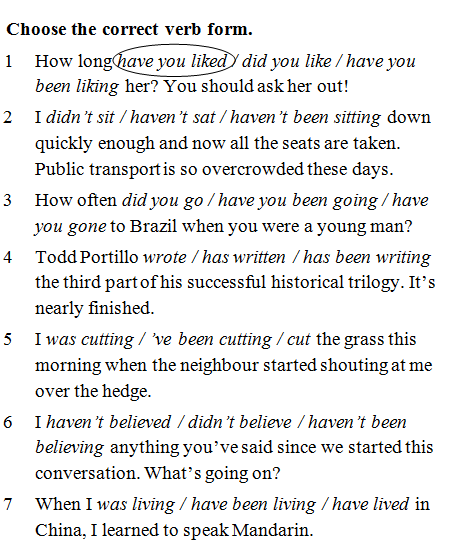 Choose the correct verb form.
1 How long have you liked / did you like / have you
been liking her? You should ask her out!
2 I didn’t sit / haven’t sat / haven’t been sitting down
quickly enough and now all the seats are taken.
Public transport is so overcrowded these days.
3 How often did you go / have you been going / have
you gone to Brazil when you were a young man?
4 Todd Portillo wrote / has written / has been writing
the third part of his successful historical trilogy. It’s
nearly finished.
5 I was cutting / ’ve been cutting / cut the grass this
morning when the neighbour started shouting at me
over the hedge.
6 I haven’t believed / didn’t believe / haven’t been
believing anything you’ve said since we started this
conversation. What’s going on?
7 When I was living / have been living / have lived in
China, I learned to speak Mandarin.